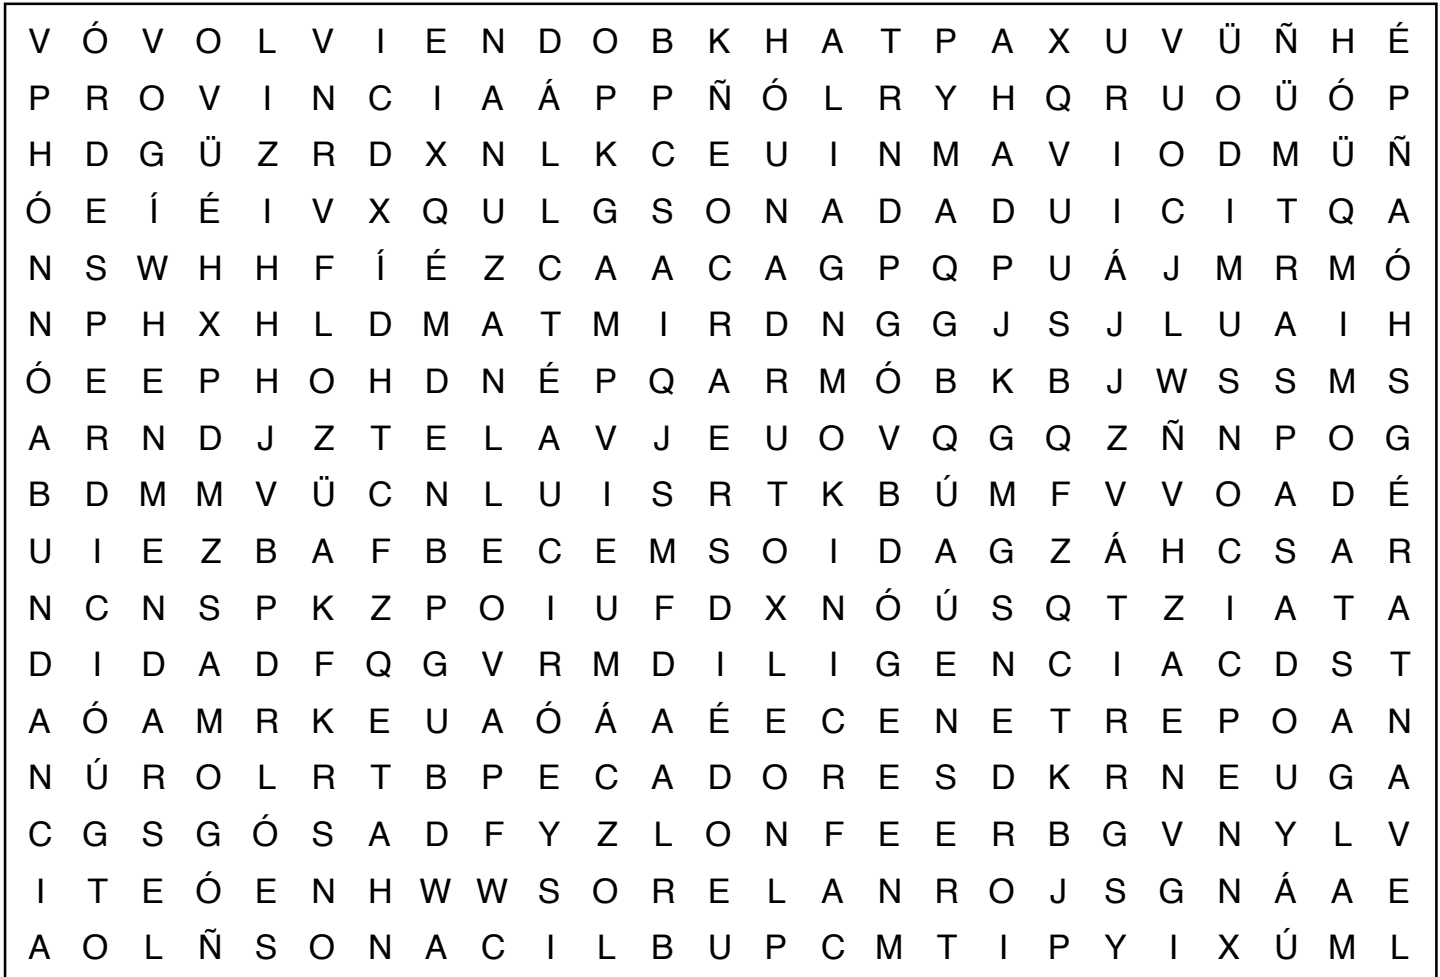 V Ó V O L V I E N D O B K H A T P A X U V Ü Ñ H É
P R O V I N C I A Á P P Ñ Ó L R Y H Q R U O Ü Ó P
H D G Ü Z R D X N L K C E U I N M A V I O D M Ü Ñ
Ó E Í É I V X Q U L G S O N A D A D U I C I T Q A
N S W H H F Í É Z C A A C A G P Q P U Á J M R M Ó
N P H X H L D M A T M I R D N G G J S J L U A I H
Ó E E P H O H D N É P Q A R M Ó B K B J W S S M S
A R N D J Z T E L A V J E U O V Q G Q Z Ñ N P O G
B D M M V Ü C N L U I S R T K B Ú M F V V O A D É
U I E Z B A F B E C E M S O I D A G Z Á H C S A R
N C N S P K Z P O I U F D X N Ó Ú S Q T Z I A T A
D I D A D F Q G V R M D I L I G E N C I A C D S T
A Ó A M R K E U A Ó Á A É E C E N E T R E P O A N
N Ú R O L R T B P E C A D O R E S D K R N E U G A
C G S G Ó S A D F Y Z L O N F E E R B G V N Y L V
I T E Ó E N H W W S O R E L A N R O J S G N Á A E
A O L Ñ S O N A C I L B U P C M T I P Y I X Ú M L